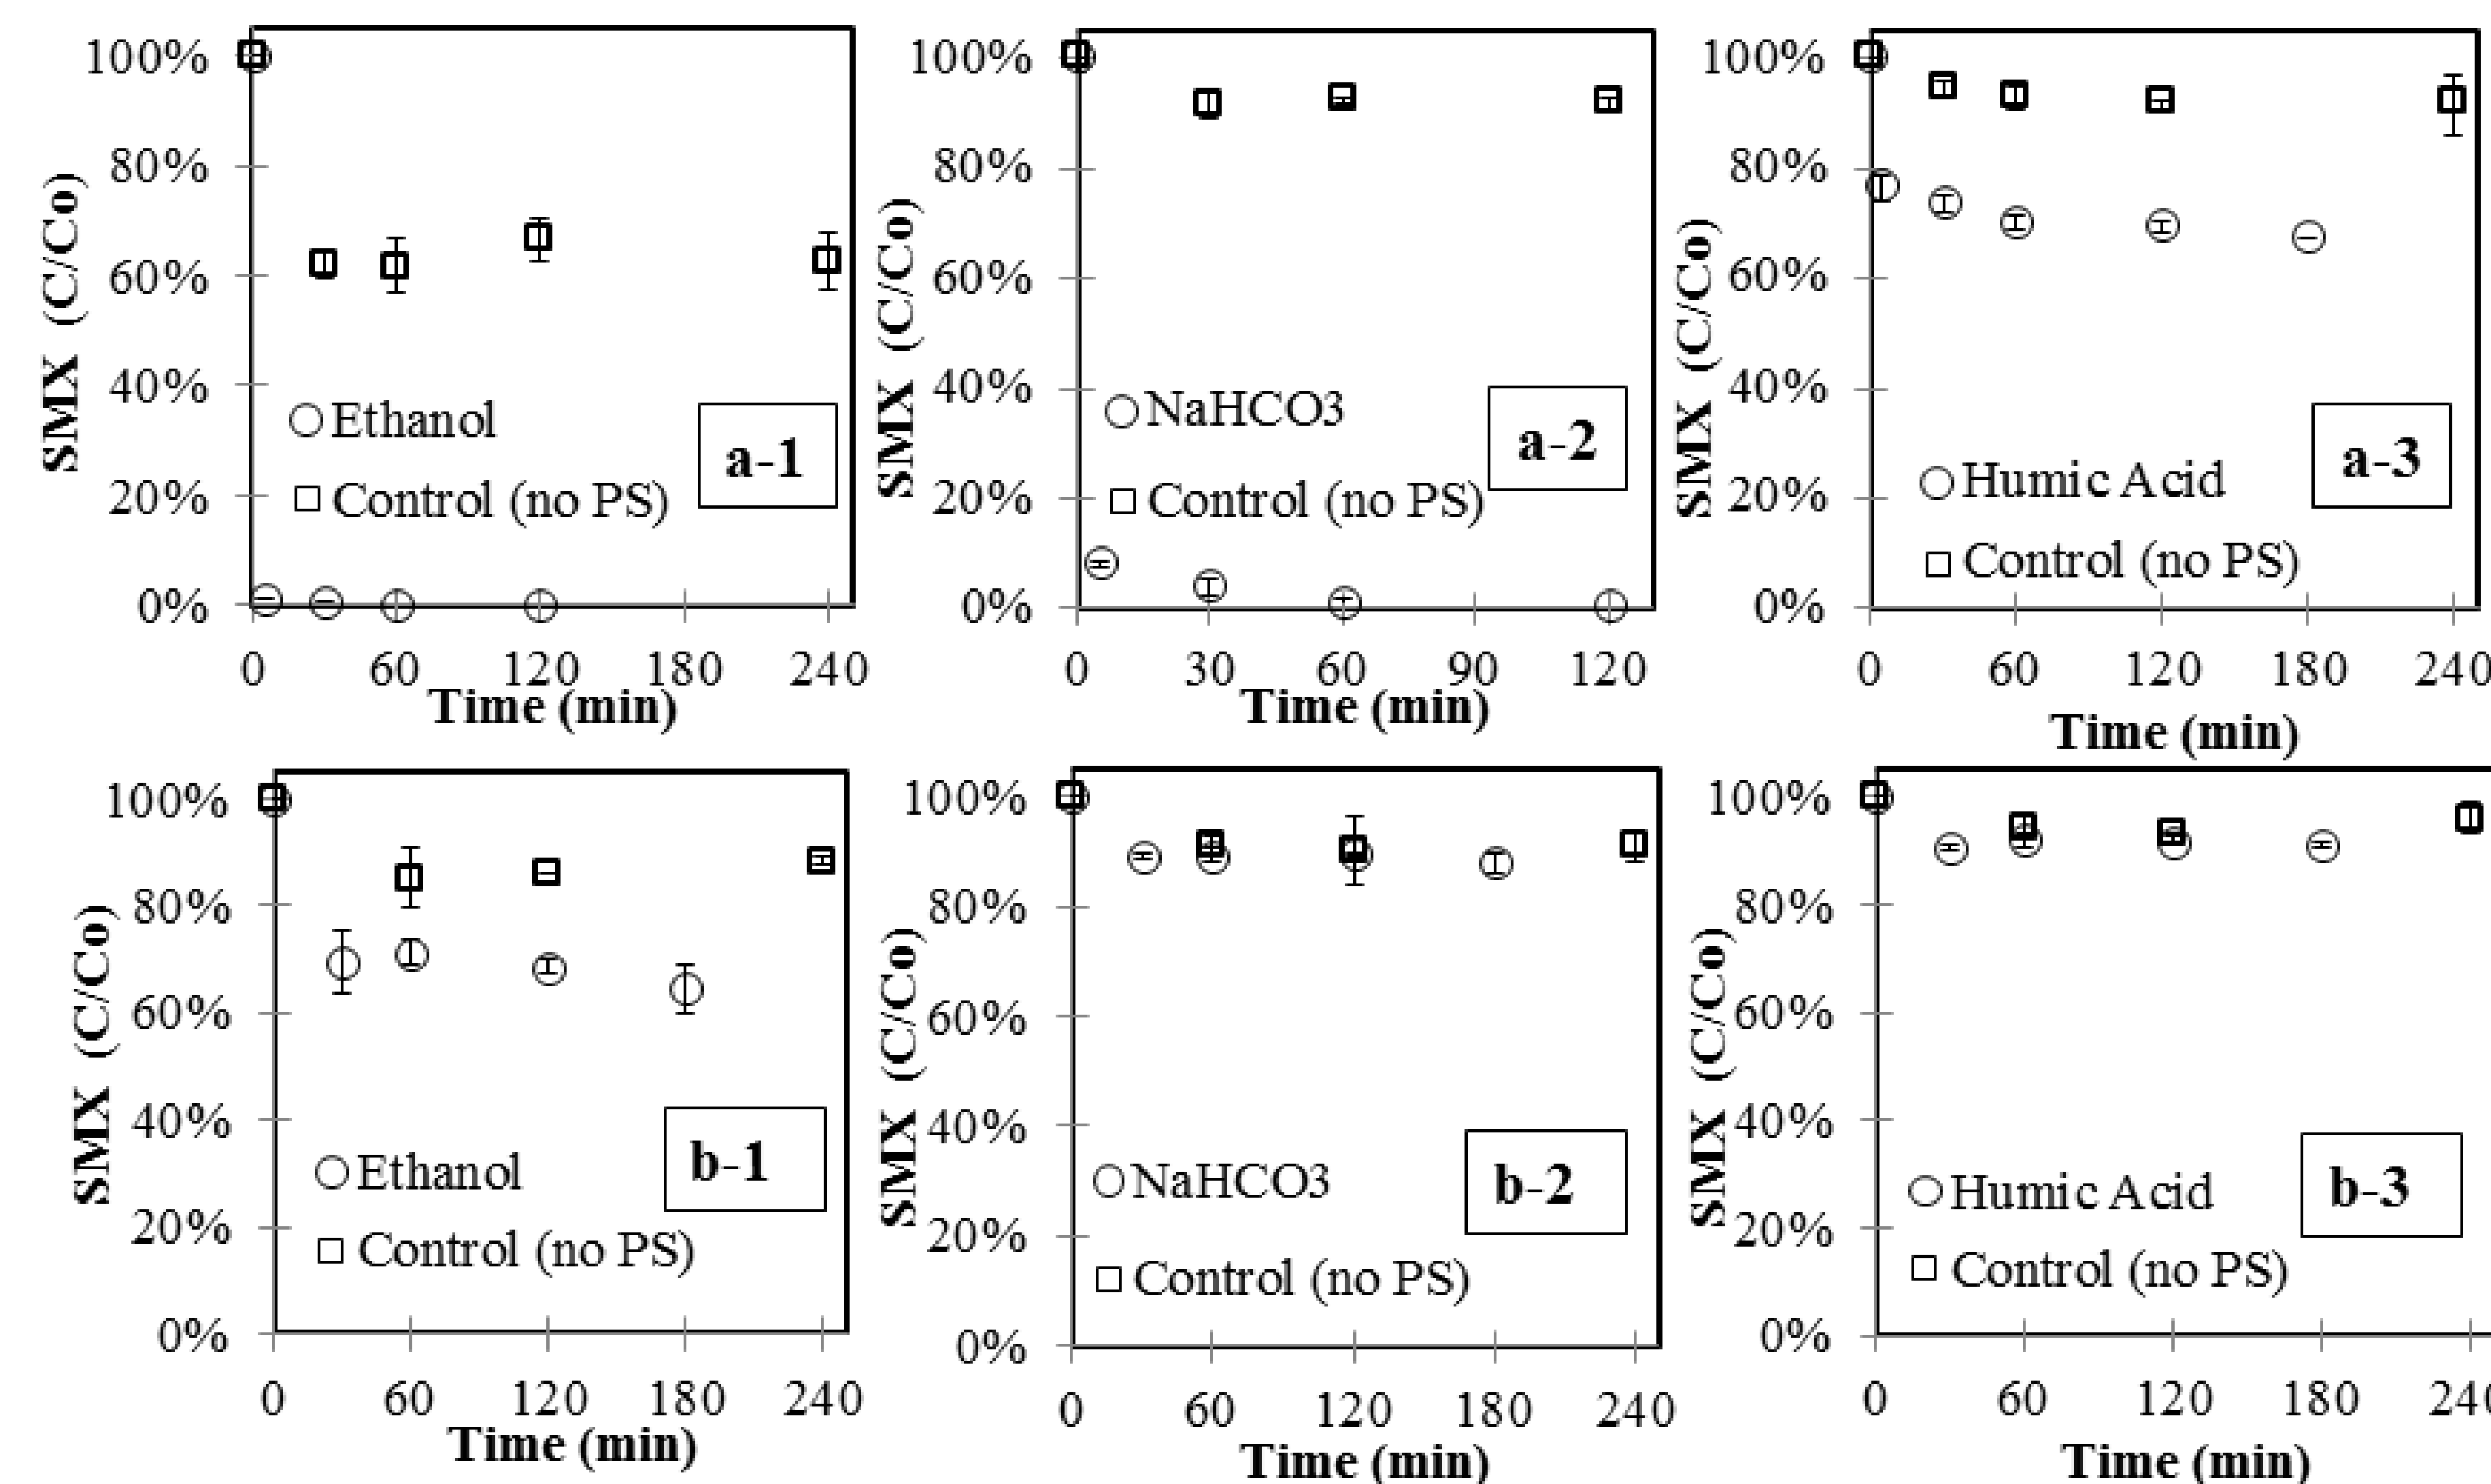 100%
80%
60%
40%
20%
0%
SMX (C/Co)
Ethanol
Control (no PS)
a-1
0 60 120 180 240
Time (min)
100%
80%
60%
40%
20%
0%
SMX (C/Co)
NaHCO3
Control (no PS)
a-2
0 30 60 90 120
Time (min)
100%
80%
60%
40%
20%
0%
SMX (C/Co)
Humic Acid
Control (no PS)
a-3
0 60 120 180 240
Time (min)
100%
80%
60%
40%
20%
0%
SMX (C/Co)
Ethanol
Control (no PS)
b-1
0 60 120 180 240
Time (min)
100%
80%
60%
40%
20%
0%
SMX (C/Co)
NaHCO3
Control (no PS)
b-2
0 60 120 180 240
Time (min)
100%
80%
60%
40%
20%
0%
SMX (C/Co)
Humic Acid
Control (no PS)
b-3
0 60 120 180 240
Time (min)